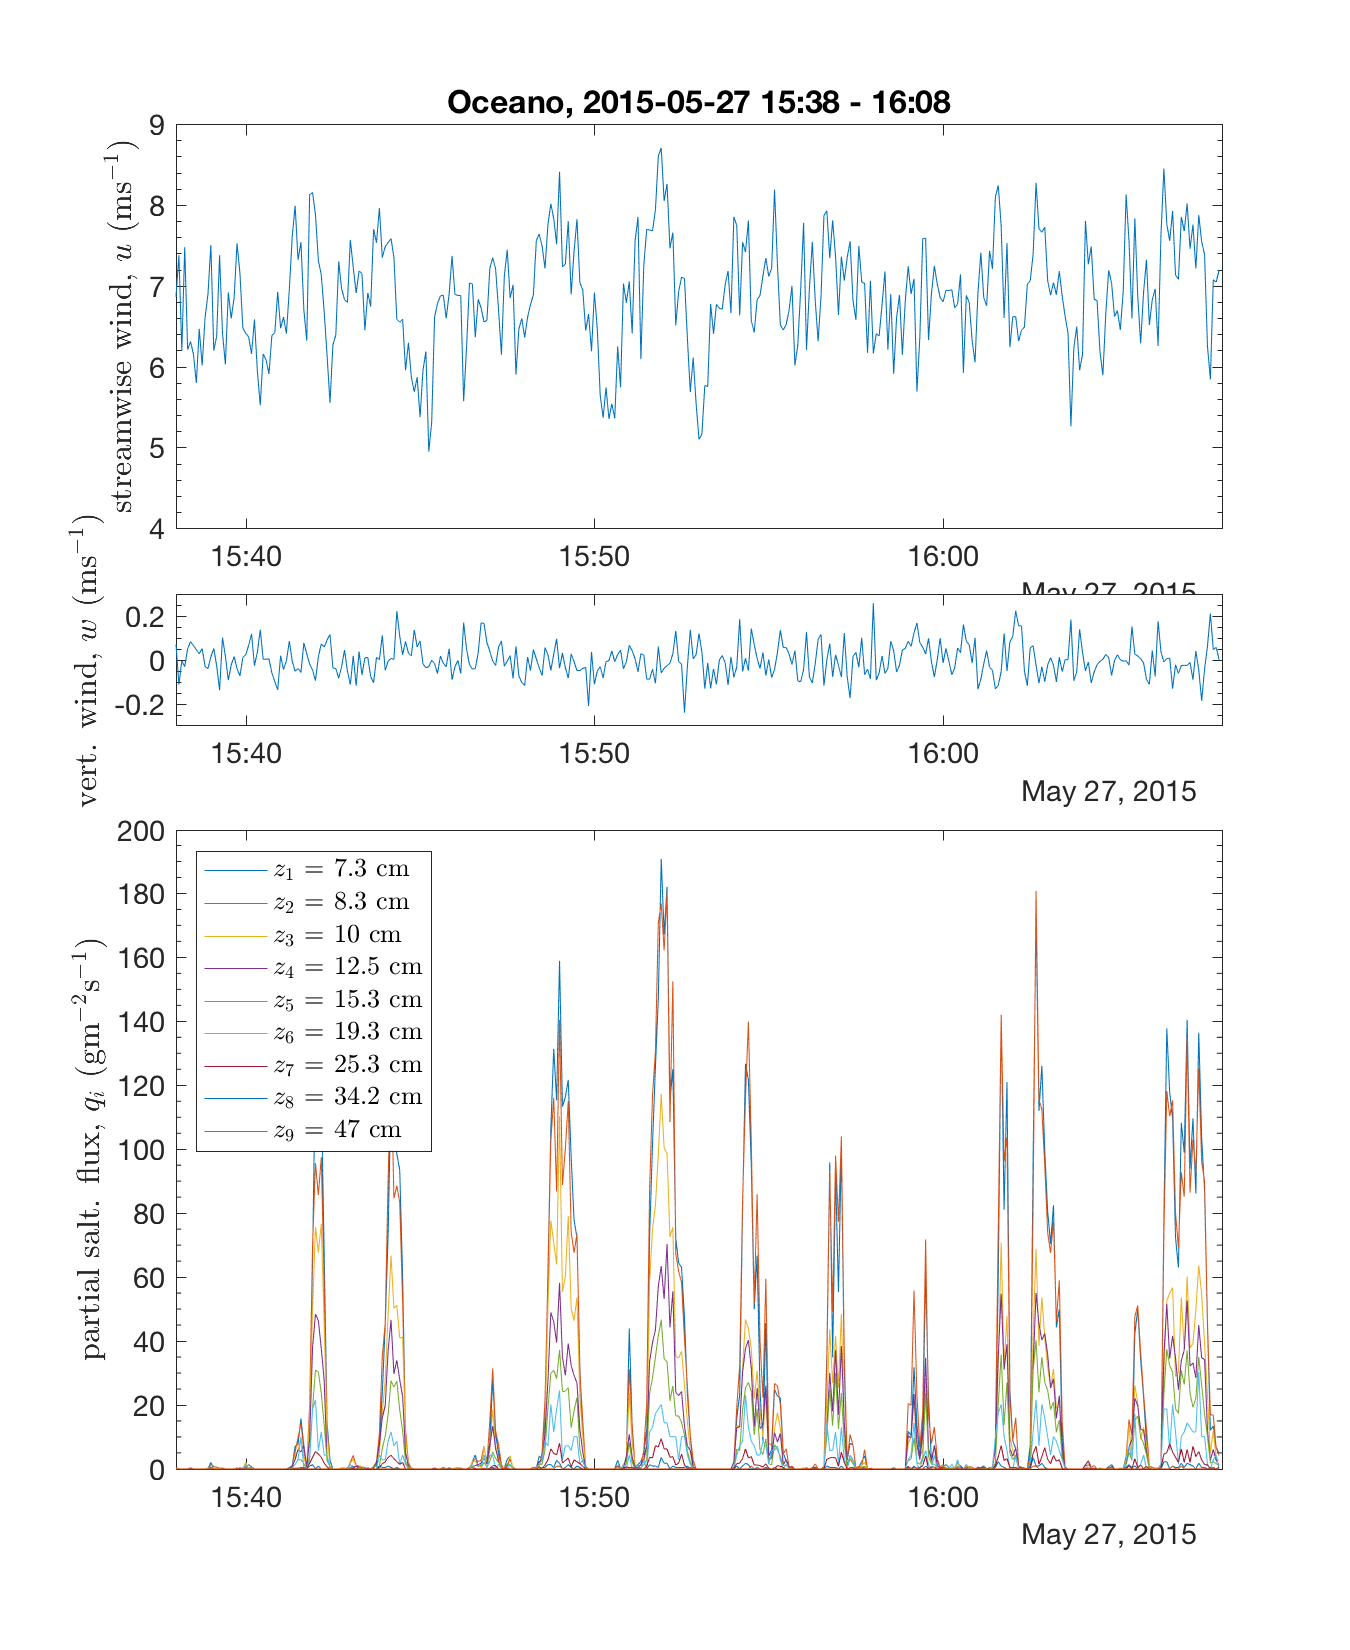 Oceano, 2015-05-27 15:38 - 16:08
streamwise wind, u (ms⁻¹)
9
8
7
6
5
4
15:40 15:50 16:00
May 27, 2015
vert. wind, w (ms⁻¹)
0.2
0
-0.2
15:40 15:50 16:00
May 27, 2015
partial salt. flux, qᵢ (gm⁻²s⁻¹)
200
180
160
140
120
100
80
60
40
20
0
z₁ = 7.3 cm
z₂ = 8.3 cm
z₃ = 10 cm
z₄ = 12.5 cm
z₅ = 15.3 cm
z₆ = 19.3 cm
z₇ = 25.3 cm
z₈ = 34.2 cm
z₉ = 47 cm
15:40 15:50 16:00
May 27, 2015